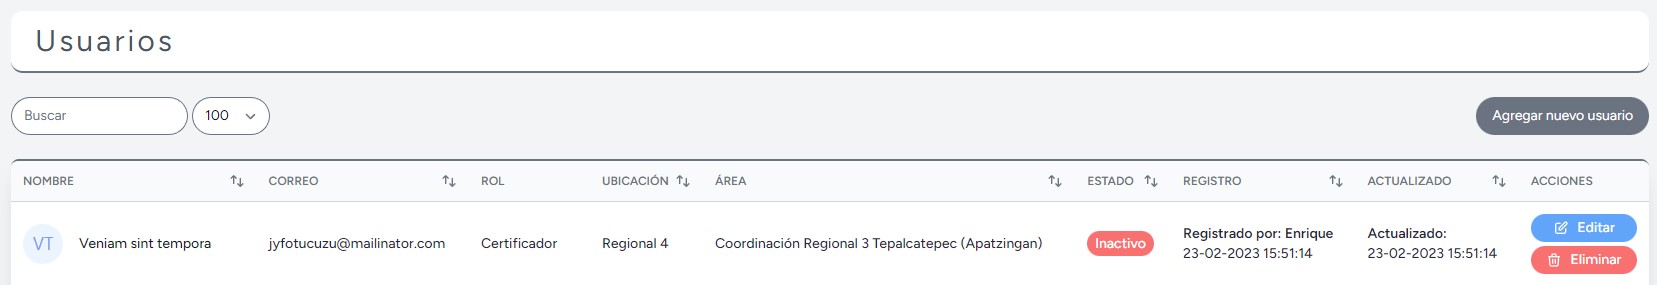 Usuarios
Buscar
100
Agregar nuevo usuario
NOMBRE CORREO ROL UBICACIÓN ÁREA ESTADO REGISTRO ACTUALIZADO ACCIONES
VT Veniam sint tempora jyfotucuzu@mailinator.com Certificador Regional 4 Coordinación Regional 3 Tepalcatepec (Apatzingan) Inactivo
Registrado por: Enrique
23-02-2023 15:51:14
Actualizado:
23-02-2023 15:51:14
Editar
Eliminar